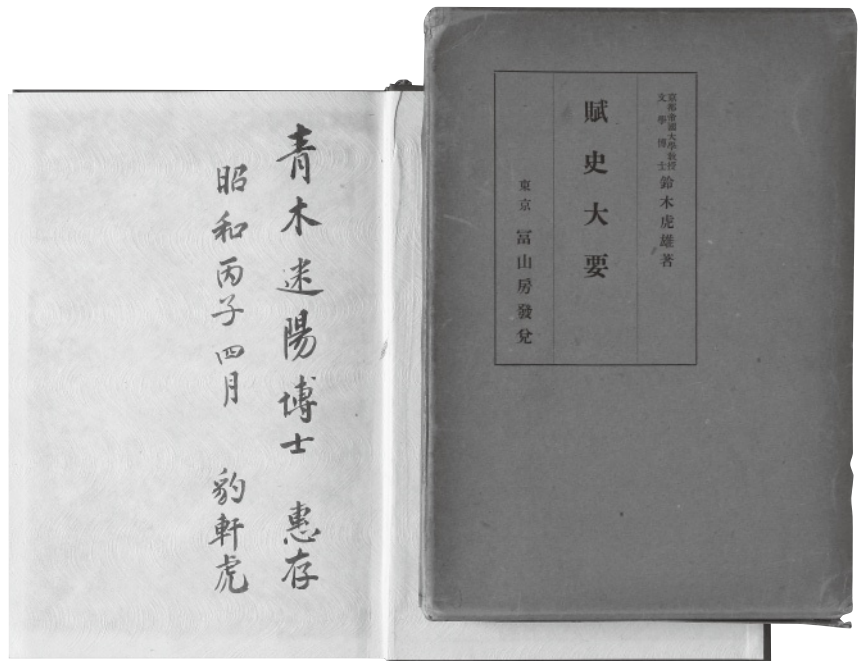 京都帝國大學教授
文學博士
鈴木虎雄著
賦史大要
東京 冨山房發兌
青木迷陽博士 惠存
昭和丙子四月 豹軒虎